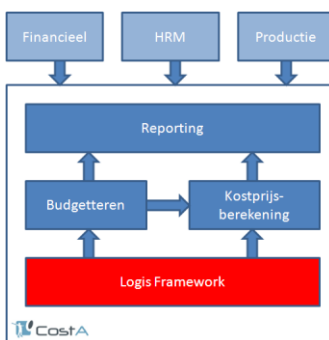 Financieel
HRM
Productie
Reporting
Budgetteren
Kostprijs-
berekening
Logis Framework
CostA